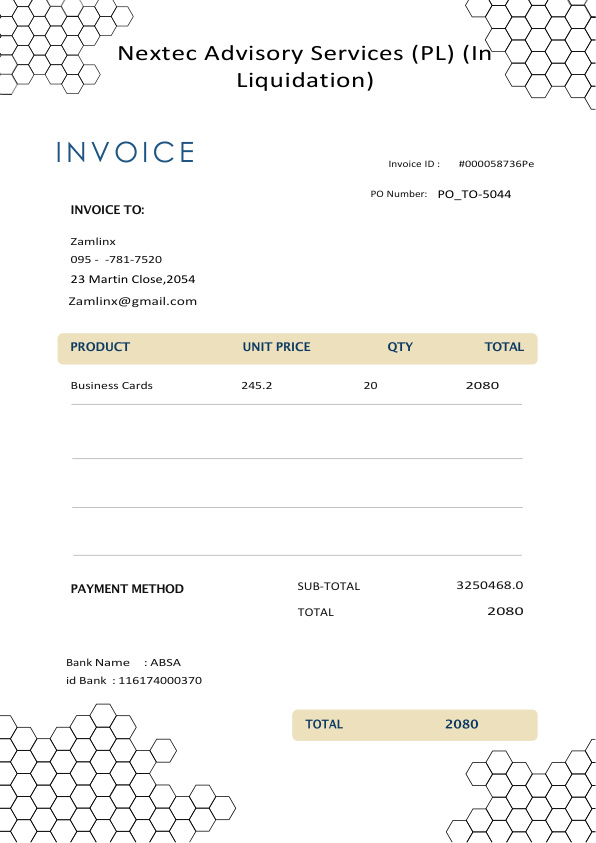 Nextec Advisory Services (PL) (In
Liquidation)
INVOICE
Invoice ID : #000058736Pe
PO Number: PO_TO-5044
INVOICE TO:
Zamlinx
095 - -781-7520
23 Martin Close,2054
Zamlinx@gmail.com
PRODUCT UNIT PRICE QTY TOTAL
Business Cards 245.2 20 2080
PAYMENT METHOD
SUB-TOTAL 3250468.0
TOTAL 2080
Bank Name : ABSA
id Bank : 116174000370
TOTAL 2080